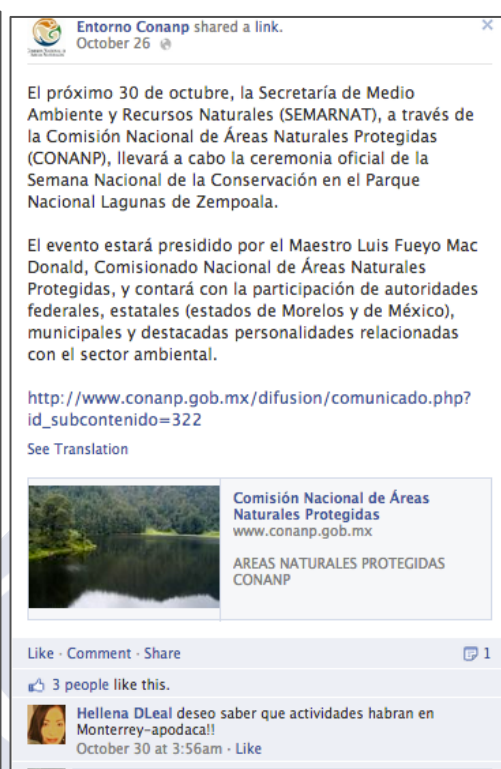 Entorno Conanp shared a link.
October 26
El próximo 30 de octubre, la Secretaría de Medio
Ambiente y Recursos Naturales (SEMARNAT), a través de
la Comisión Nacional de Áreas Naturales Protegidas
(CONANP), llevará a cabo la ceremonia oficial de la
Semana Nacional de la Conservación en el Parque
Nacional Lagunas de Zempoala.
El evento estará presidido por el Maestro Luis Fueyo Mac
Donald, Comisionado Nacional de Áreas Naturales
Protegidas, y contará con la participación de autoridades
federales, estatales (estados de Morelos y de México),
municipales y destacadas personalidades relacionadas
con el sector ambiental.
http://www.conanp.gob.mx/difusion/comunicado.php?
id_subcontenido=322
See Translation
Comisión Nacional de Áreas
Naturales Protegidas
www.conanp.gob.mx
AREAS NATURALES PROTEGIDAS
CONANP
Like · Comment · Share
1
3 people like this.
Hellena DLeal deseo saber que actividades habran en
Monterrey-apodaca!!
October 30 at 3:56am · Like